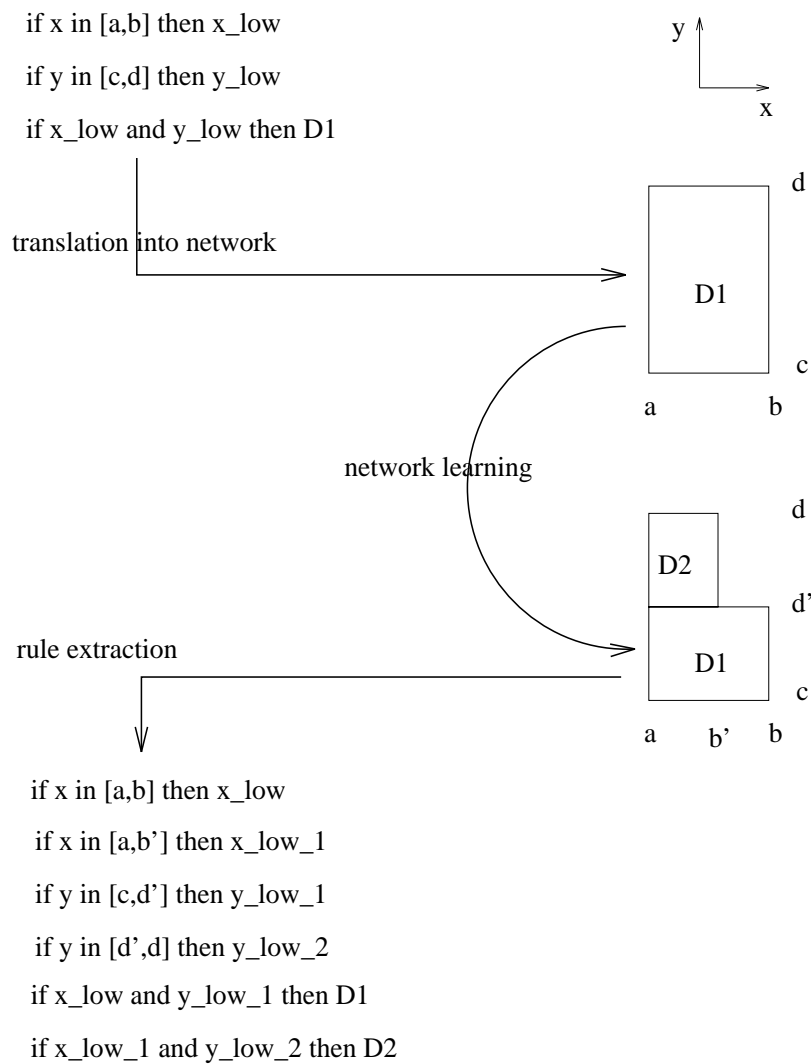 if x in [a,b] then x_low
y
if y in [c,d] then y_low
x
if x_low and y_low then D1
d
translation into network
D1
c
a b
network learning
d
D2
d’
rule extraction
D1
c
a b’ b
if x in [a,b] then x_low
if x in [a,b’] then x_low_1
if y in [c,d’] then y_low_1
if y in [d’,d] then y_low_2
if x_low and y_low_1 then D1
if x_low_1 and y_low_2 then D2